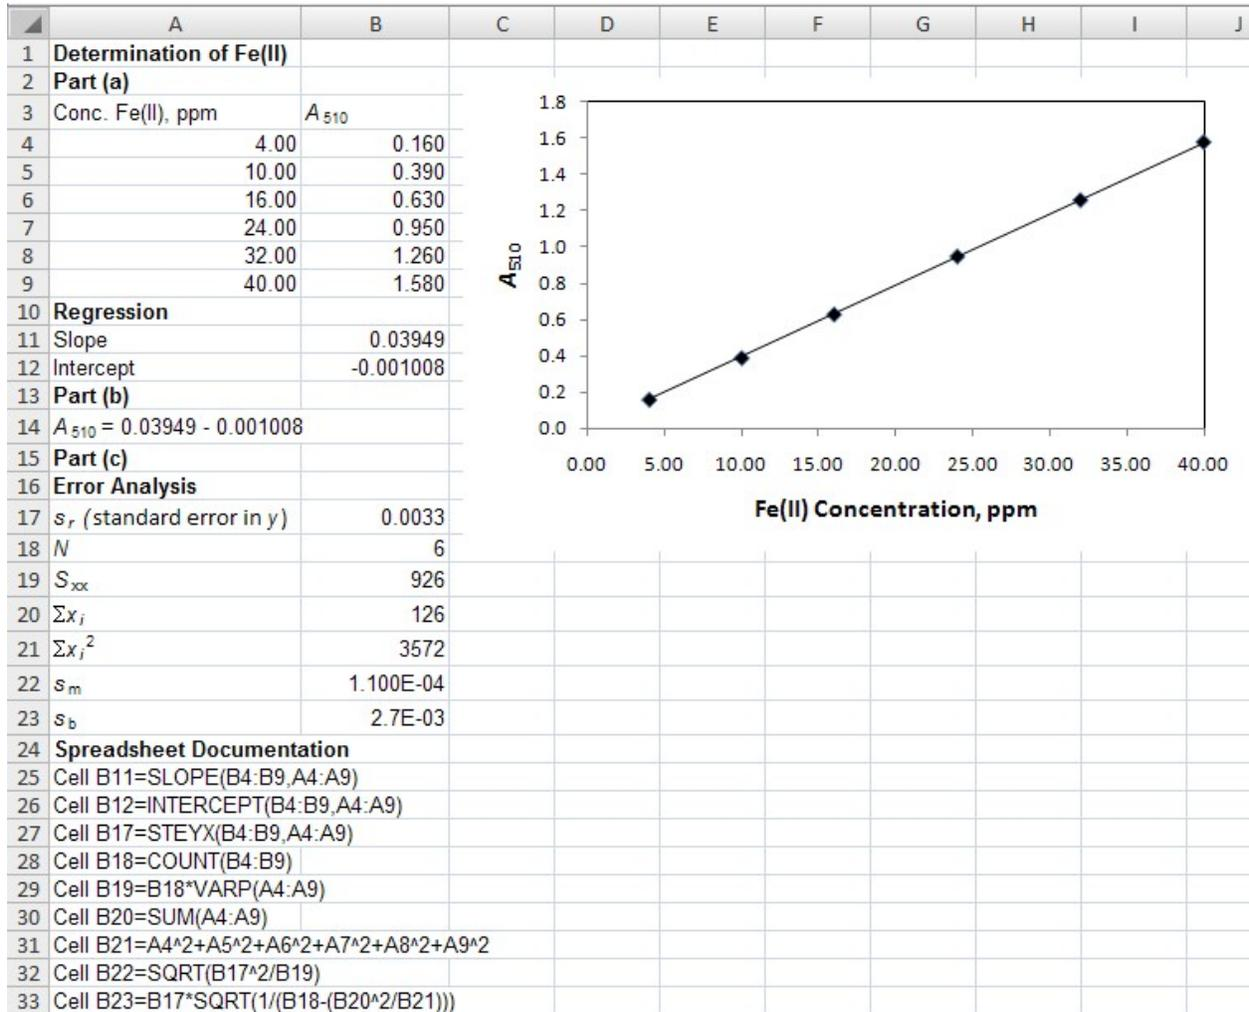 A B C D E F G H I J
1 Determination of Fe(II)
2 Part (a)
3 Conc. Fe(II), ppm A510
4 4.00 0.160
5 10.00 0.390
6 16.00 0.630
7 24.00 0.950
8 32.00 1.260
9 40.00 1.580
10 Regression
11 Slope 0.03949
12 Intercept -0.001008
13 Part (b)
14 A510 = 0.03949 - 0.001008
15 Part (c)
16 Error Analysis
17 sr (standard error in y) 0.0033
18 N 6
19 Sxx 926
20 Σxi 126
21 Σxi2 3572
22 sm 1.100E-04
23 sb 2.7E-03
24 Spreadsheet Documentation
25 Cell B11=SLOPE(B4:B9,A4:A9)
26 Cell B12=INTERCEPT(B4:B9,A4:A9)
27 Cell B17=STEYX(B4:B9,A4:A9)
28 Cell B18=COUNT(B4:B9)
29 Cell B19=B18*VARP(A4:A9)
30 Cell B20=SUM(A4:A9)
31 Cell B21=A4^2+A5^2+A6^2+A7^2+A8^2+A9^2
32 Cell B22=SQRT(B17^2/B19)
33 Cell B23=B17*SQRT(1/(B18-(B20^2/B21)))
1.8
1.6
1.4
1.2
1.0
0.8
0.6
0.4
0.2
0.0
A510
0.00 5.00 10.00 15.00 20.00 25.00 30.00 35.00 40.00
Fe(II) Concentration, ppm